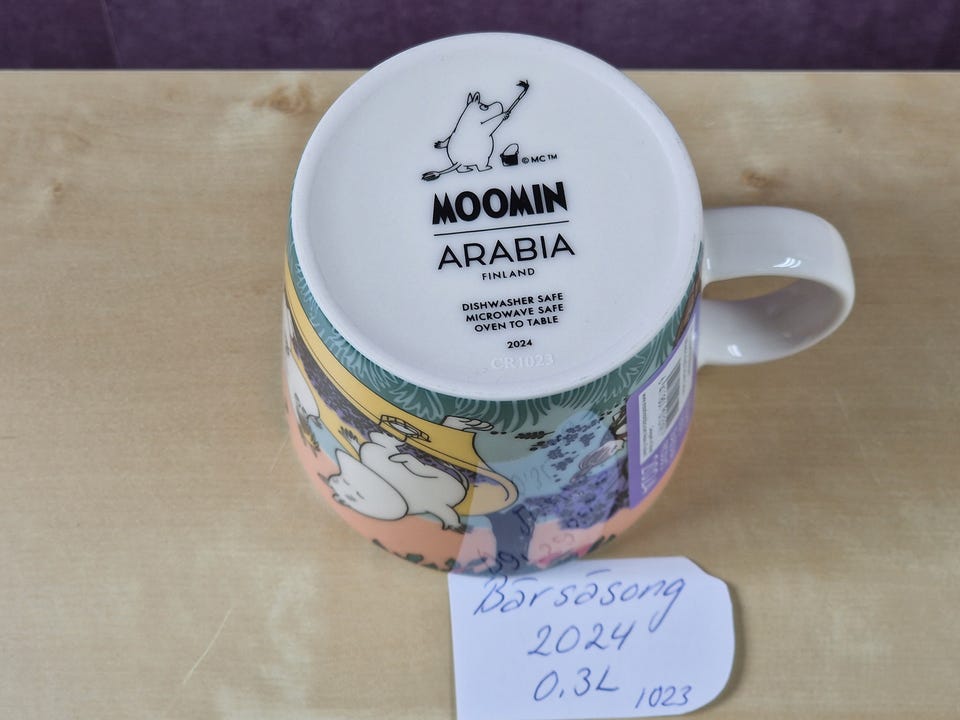 © MC™
MOOMIN
ARABIA
FINLAND
DISHWASHER SAFE
MICROWAVE SAFE
OVEN TO TABLE
2024
CR1023
Bärsäsong
2024
0.3L 1023